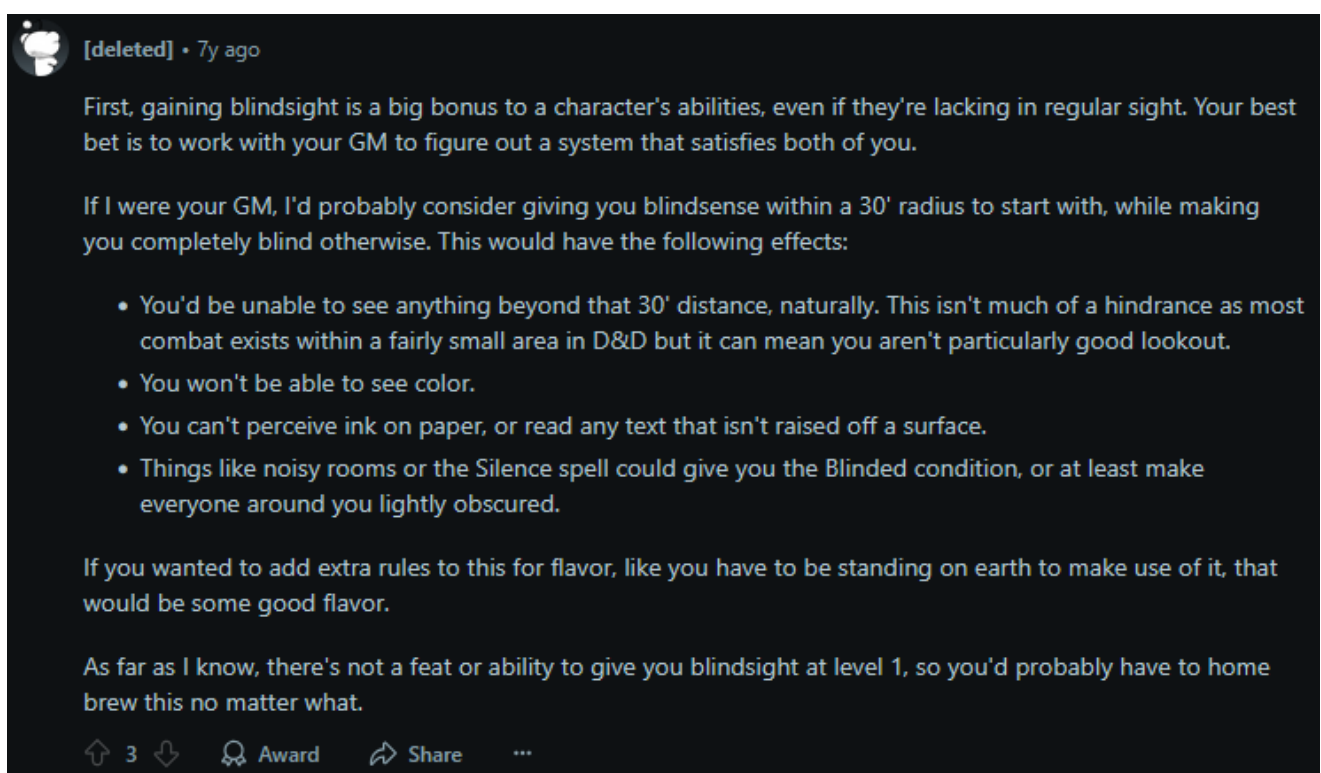 [deleted] • 7y ago
First, gaining blindsight is a big bonus to a character's abilities, even if they're lacking in regular sight. Your best
bet is to work with your GM to figure out a system that satisfies both of you.
If I were your GM, I'd probably consider giving you blindsense within a 30' radius to start with, while making
you completely blind otherwise. This would have the following effects:
• You'd be unable to see anything beyond that 30' distance, naturally. This isn't much of a hindrance as most
combat exists within a fairly small area in D&D but it can mean you aren't particularly good lookout.
• You won't be able to see color.
• You can't perceive ink on paper, or read any text that isn't raised off a surface.
• Things like noisy rooms or the Silence spell could give you the Blinded condition, or at least make
everyone around you lightly obscured.
If you wanted to add extra rules to this for flavor, like you have to be standing on earth to make use of it, that
would be some good flavor.
As far as I know, there's not a feat or ability to give you blindsight at level 1, so you'd probably have to home
brew this no matter what.
3 Award Share ...